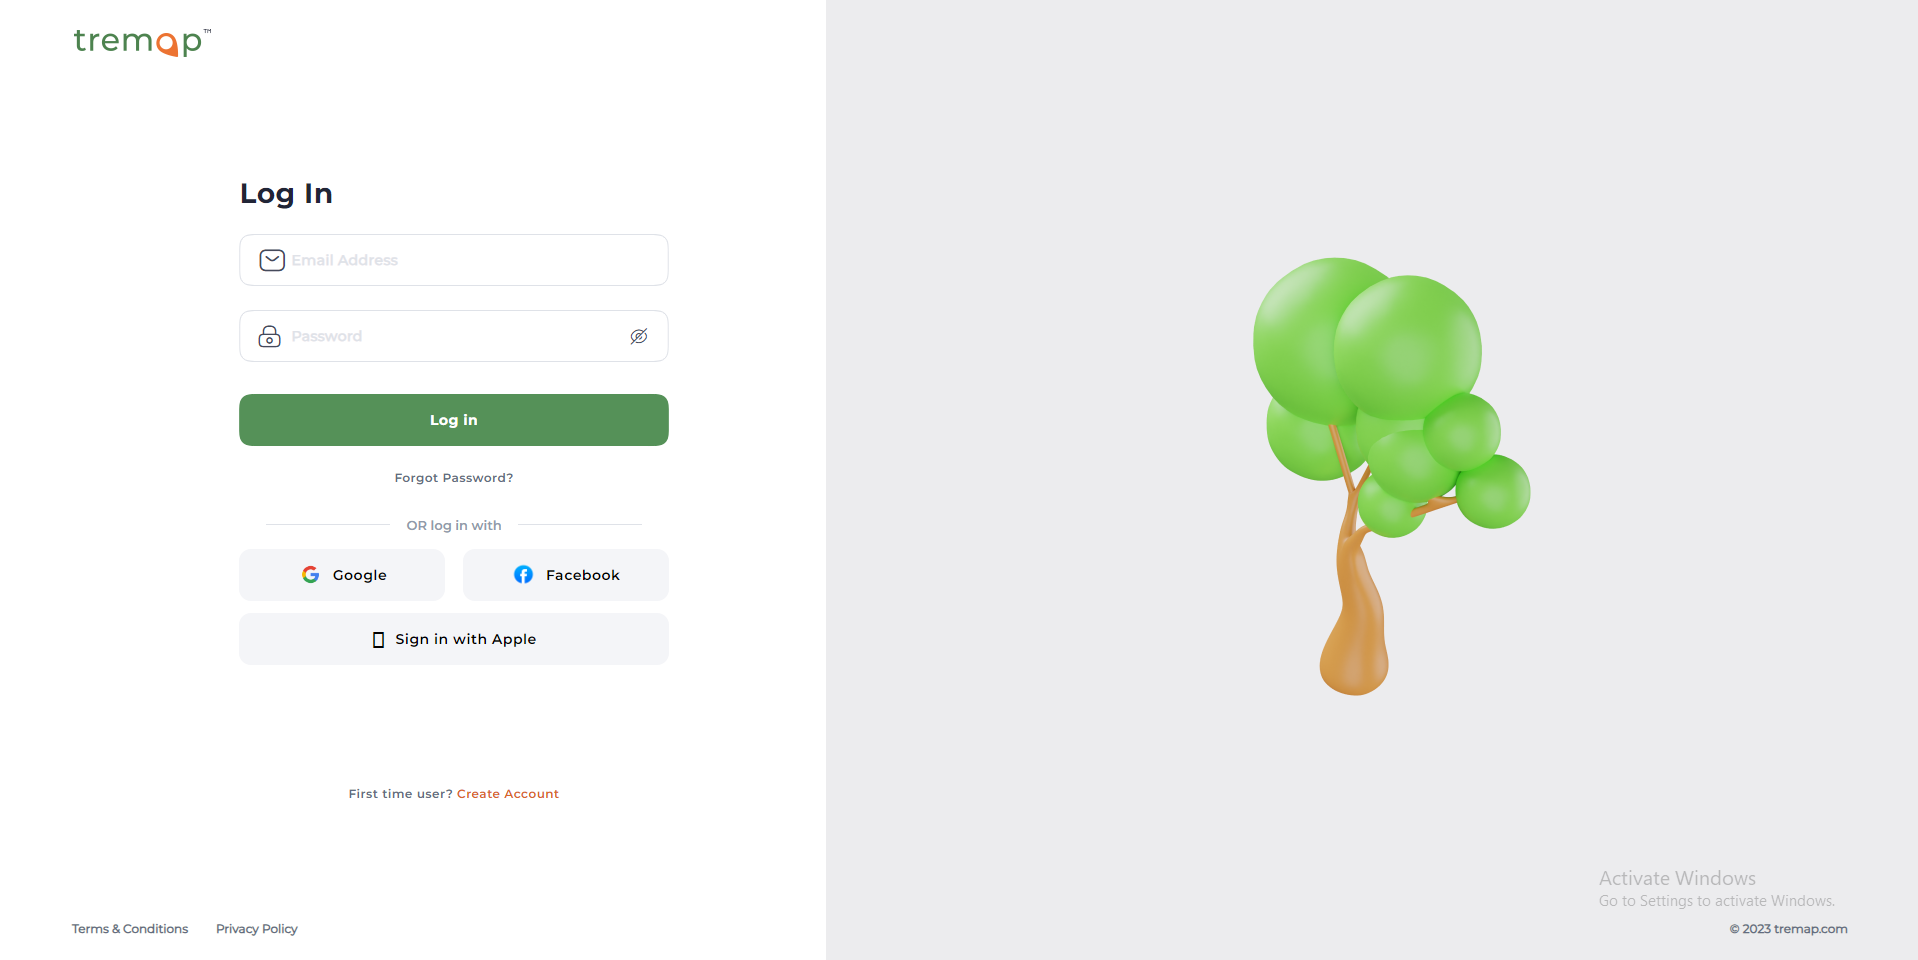 tremap™
Log In
Email Address
Password
Log in
Forgot Password?
OR log in with
Google
Facebook
Sign in with Apple
First time user? Create Account
Activate Windows
Go to Settings to activate Windows.
Terms & Conditions
Privacy Policy
© 2023 tremap.com